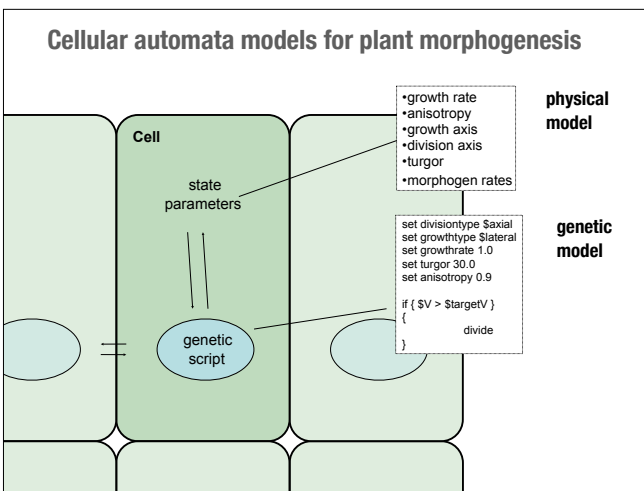 Cellular automata models for plant morphogenesis
Cell
state
parameters
genetic
script
•growth rate
•anisotropy
•growth axis
•division axis
•turgor
•morphogen rates
physical
model
set divisiontype $axial
set growthtype $lateral
set growthrate 1.0
set turgor 30.0
set anisotropy 0.9
if { $V > $targetV }
{
divide
}
genetic
model